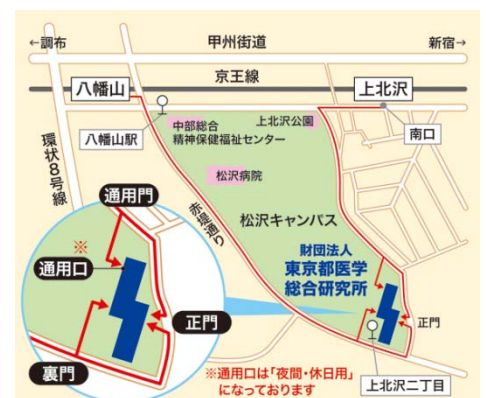 ←調布
甲州街道
新宿→
京王線
八幡山
上北沢
八幡山駅
中部総合
精神保健福祉センター
上北沢公園
南口
環状8号線
松沢病院
通用門
赤堤通り
松沢キャンパス
※
通用口
財団法人
東京都医学
総合研究所
正門
正門
裏門
※通用口は「夜間・休日用」
になっております
上北沢二丁目